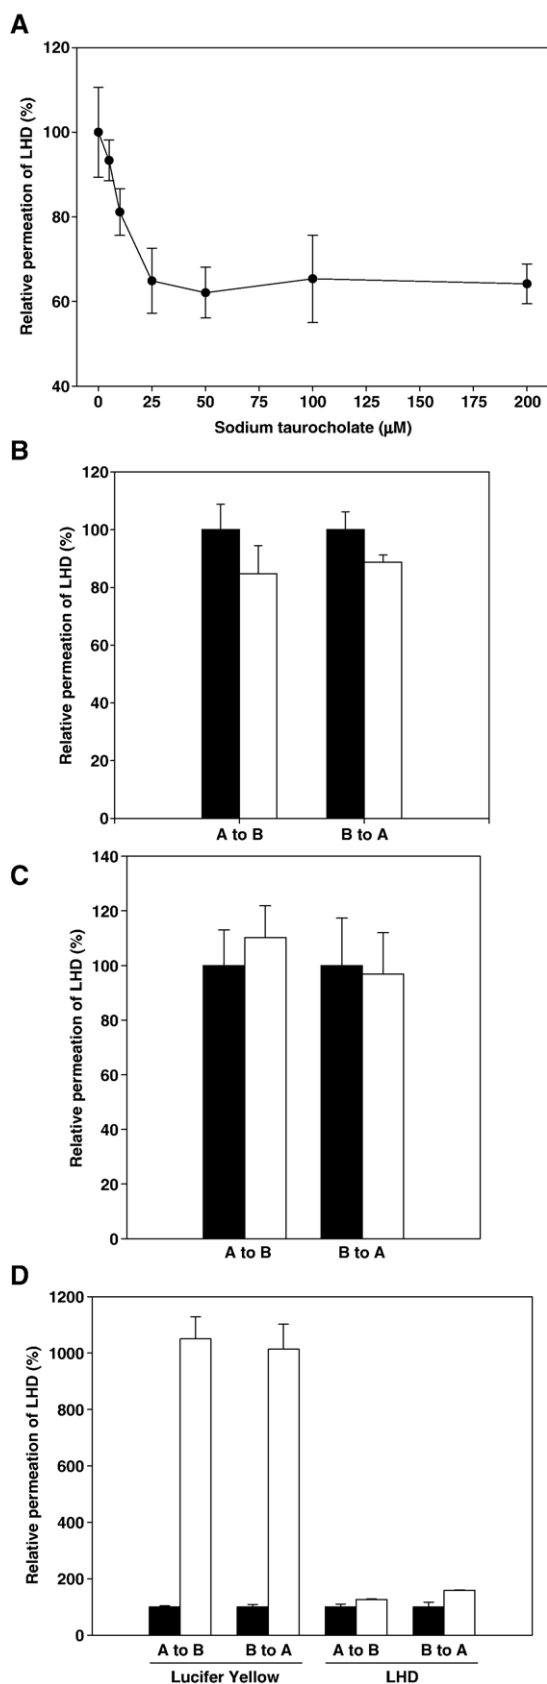 A
Relative permeation of LHD (%)
120
100
80
60
40
0 25 50 75 100 125 150 175 200
Sodium taurocholate (μM)
B
Relative permeation of LHD (%)
120
100
80
60
40
20
0
A to B B to A
C
Relative permeation of LHD (%)
140
120
100
80
60
40
20
0
A to B B to A
D
Relative permeation of LHD (%)
1200
1000
800
600
400
200
0
A to B B to A A to B B to A
Lucifer Yellow LHD